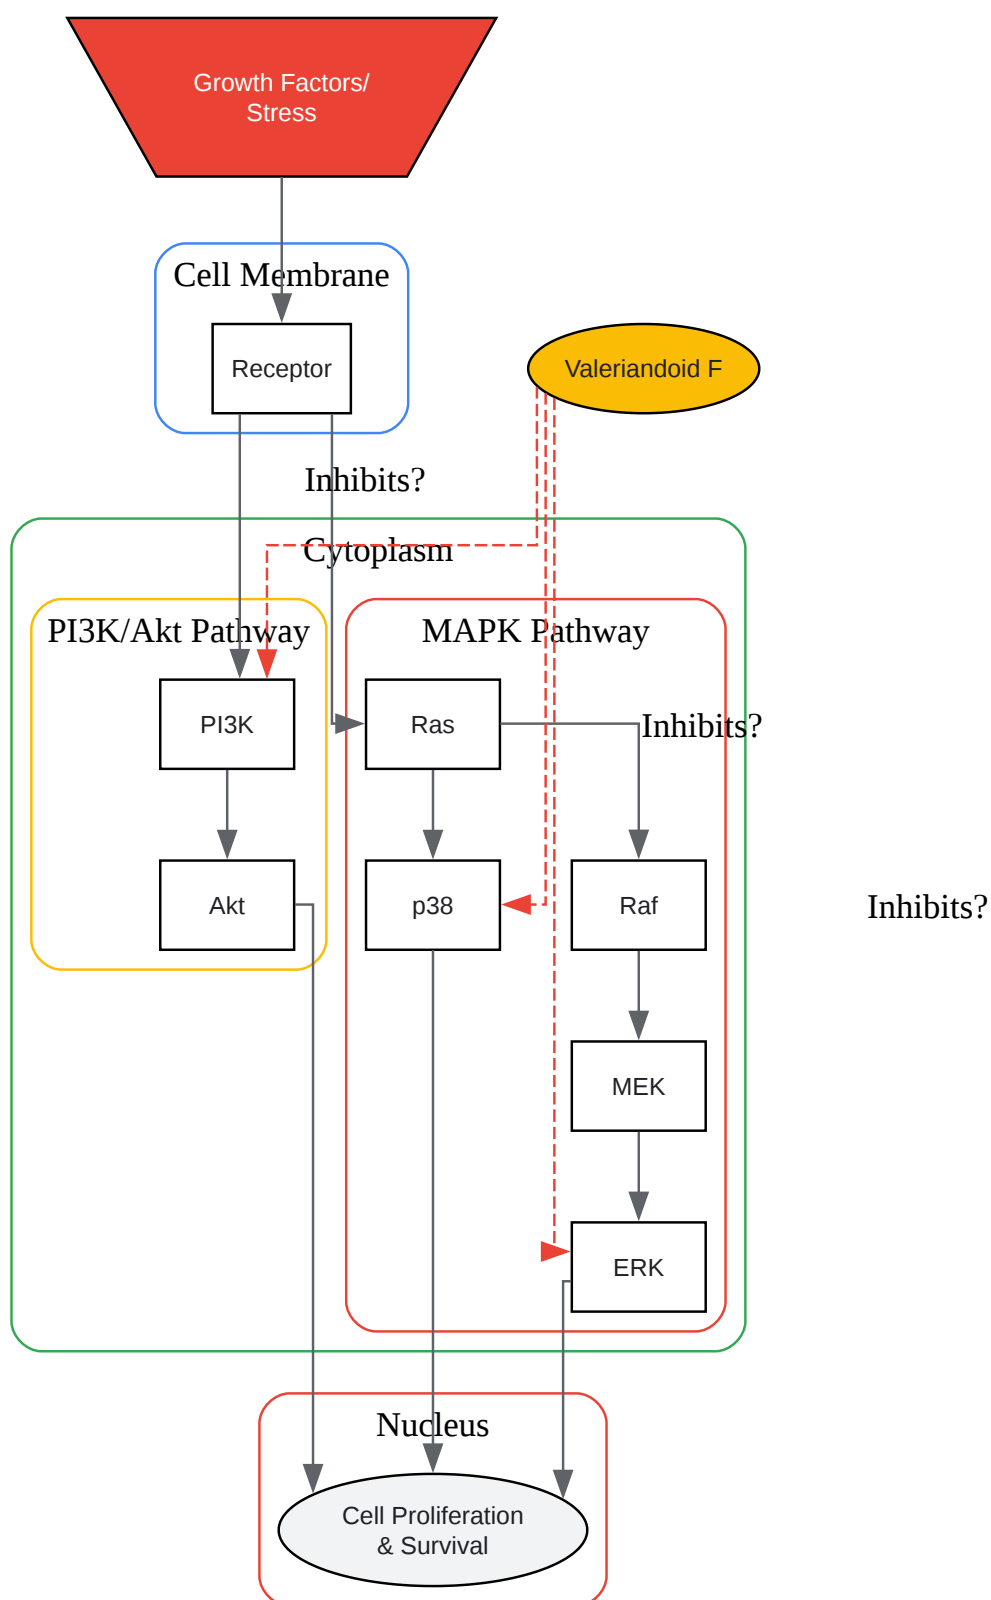 Growth Factors/
Stress
Cell Membrane
Receptor
Valeriandoid F
Inhibits?
Cytoplasm
PI3K/Akt Pathway
MAPK Pathway
PI3K
Ras
Inhibits?
Akt
p38
Raf
Inhibits?
MEK
ERK
Nucleus
Cell Proliferation
& Survival